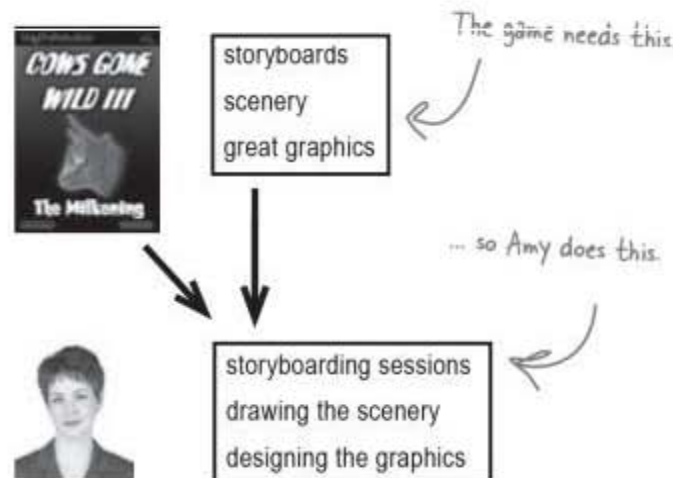 COWS GONE
WILD III
The Milkening
storyboards
scenery
great graphics
The game needs this
... so Amy does this.
storyboarding sessions
drawing the scenery
designing the graphics